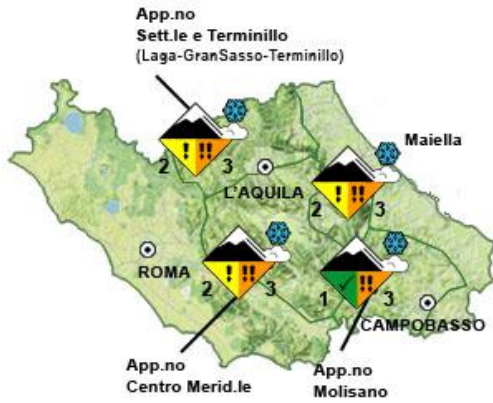 App.no
Sett.le e Terminillo
(Laga-GranSasso-Terminillo)
Maiella
! !!
2 3
L'AQUILA
! !!
2 3
ROMA
! !!
2 3
!!
1 3
CAMPOBASSO
App.no
Centro Merid.le
App.no
Molisano